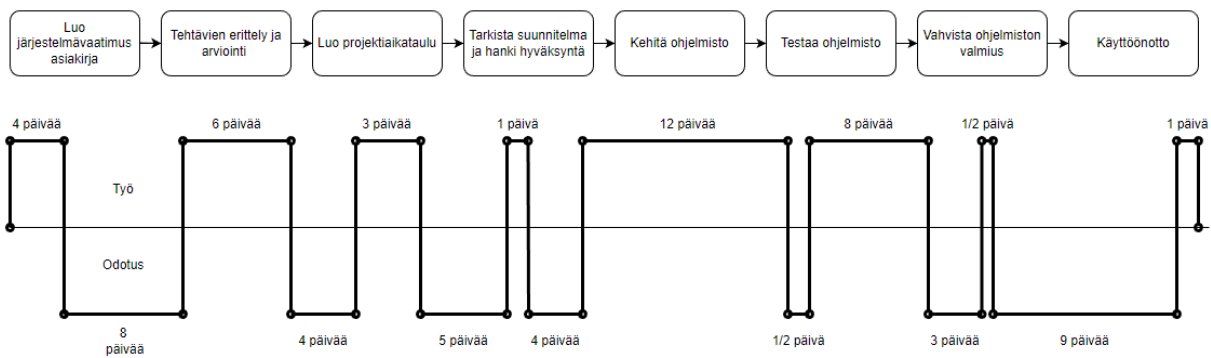 Luo
järjestelmävaatimus
asiakirja
Tehtävien erittely ja
arviointi
Luo projektiaikataulu
Tarkista suunnitelma
ja hanki hyväksyntä
Kehitä ohjelmisto
Testaa ohjelmisto
Vahvista ohjelmiston
valmius
Käyttöönotto
4 päivää
6 päivää
3 päivää
1 päivä
12 päivää
8 päivää
1/2 päivä
1 päivä
Työ
Odotus
8
päivää
4 päivää
5 päivää
4 päivää
1/2 päivä
3 päivää
9 päivää